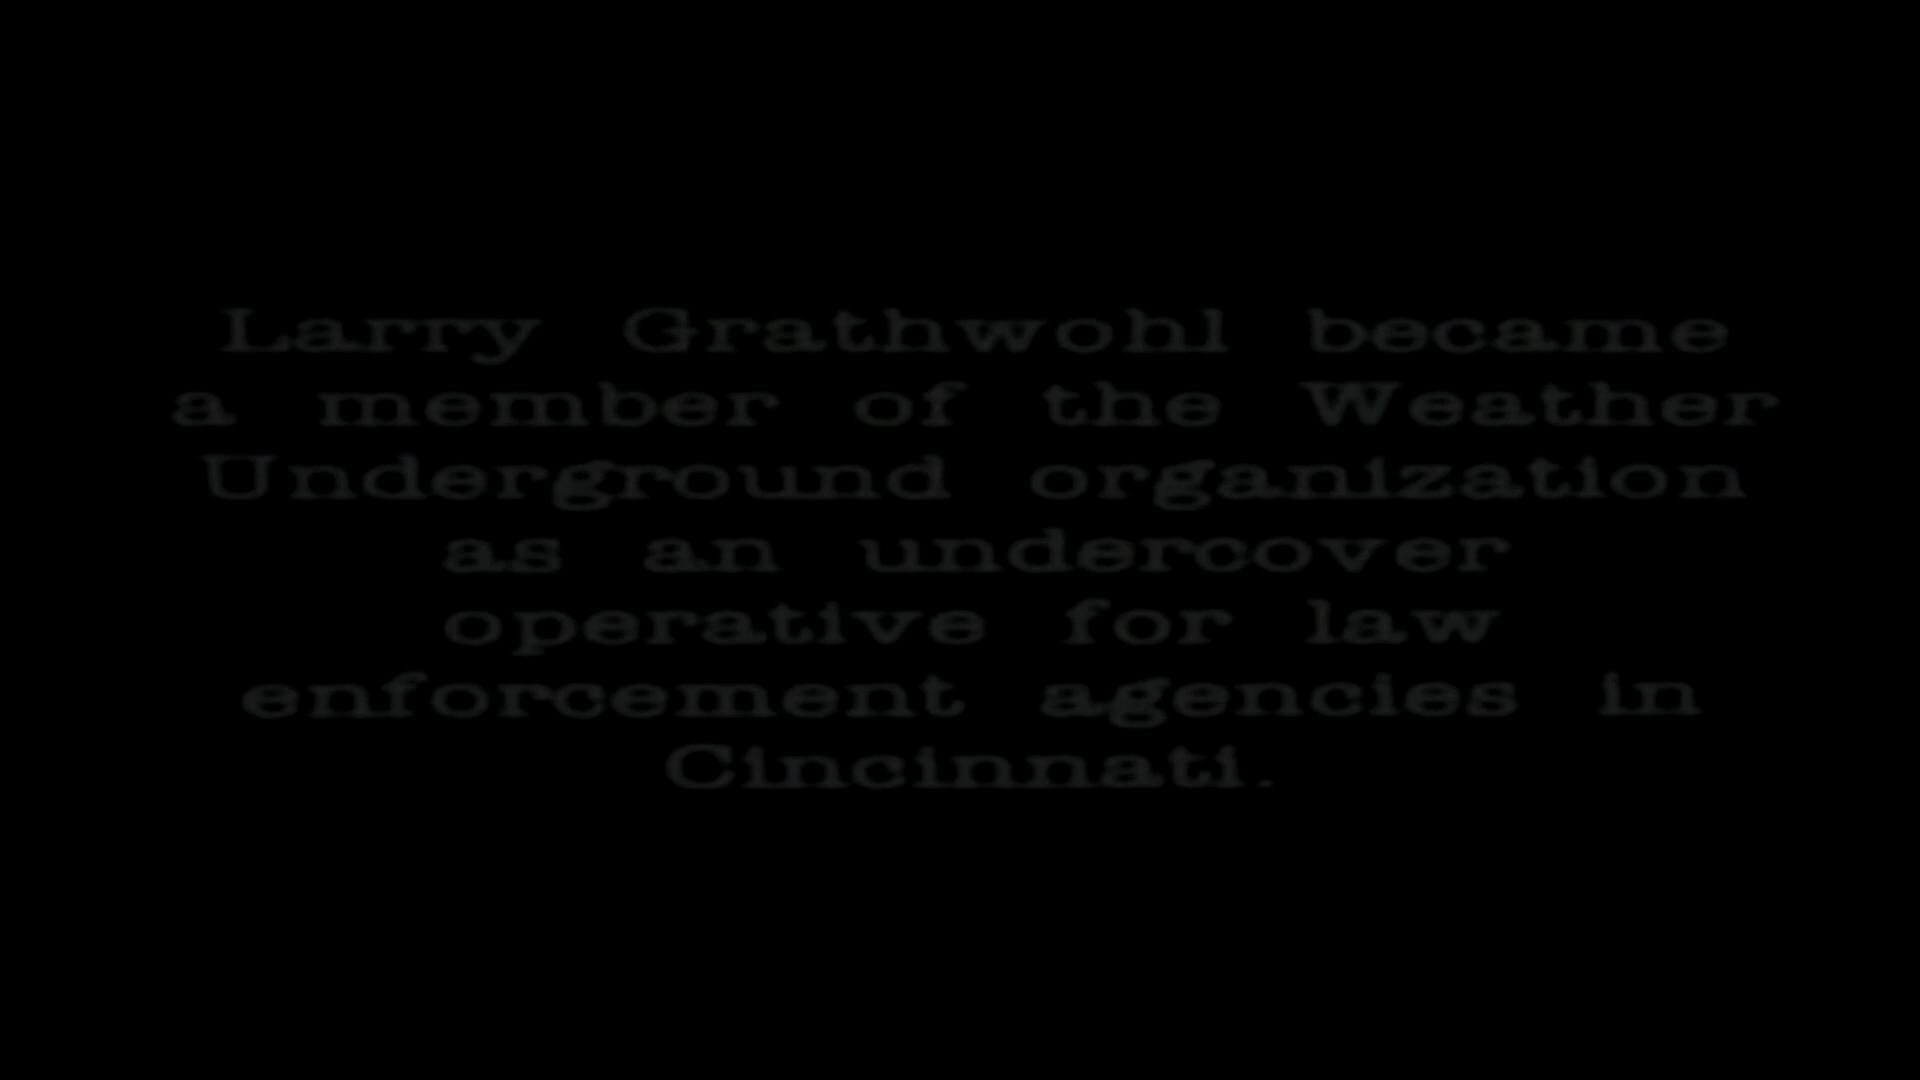 Larry Grathwohl became
a member of the Weather
Underground organization
as an undercover
operative for law
enforcement agencies in
Cincinnati.